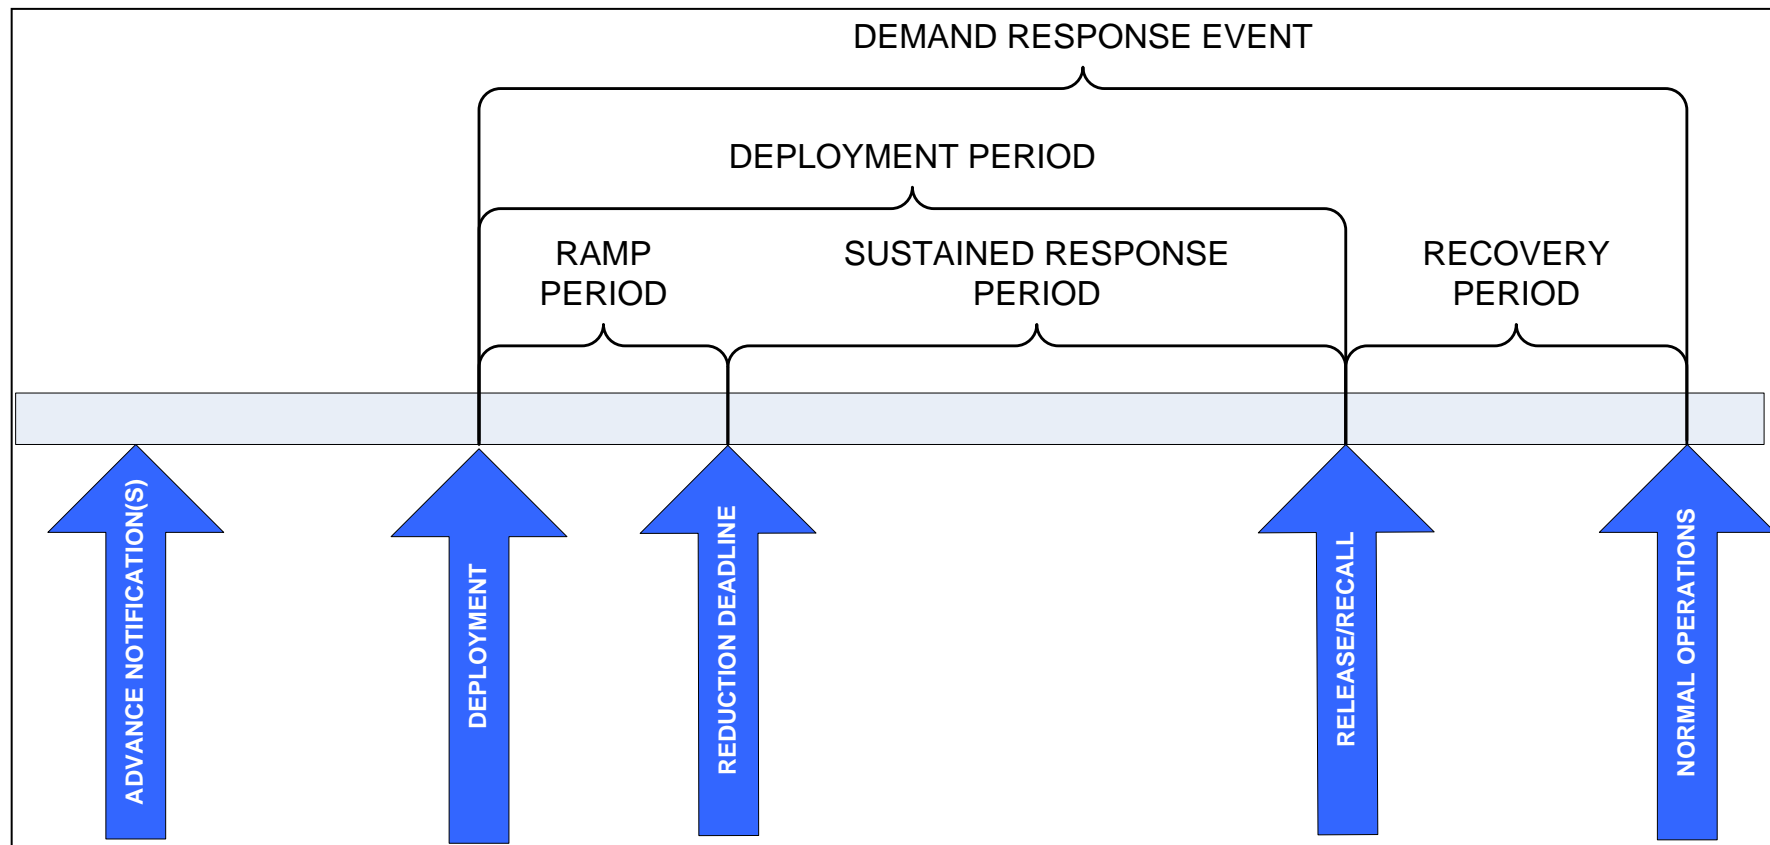 DEMAND RESPONSE EVENT
DEPLOYMENT PERIOD
RAMP
PERIOD
SUSTAINED RESPONSE
PERIOD
RECOVERY
PERIOD
ADVANCE NOTIFICATION(S)
DEPLOYMENT
REDUCTION DEADLINE
RELEASE/RECALL
NORMAL OPERATIONS